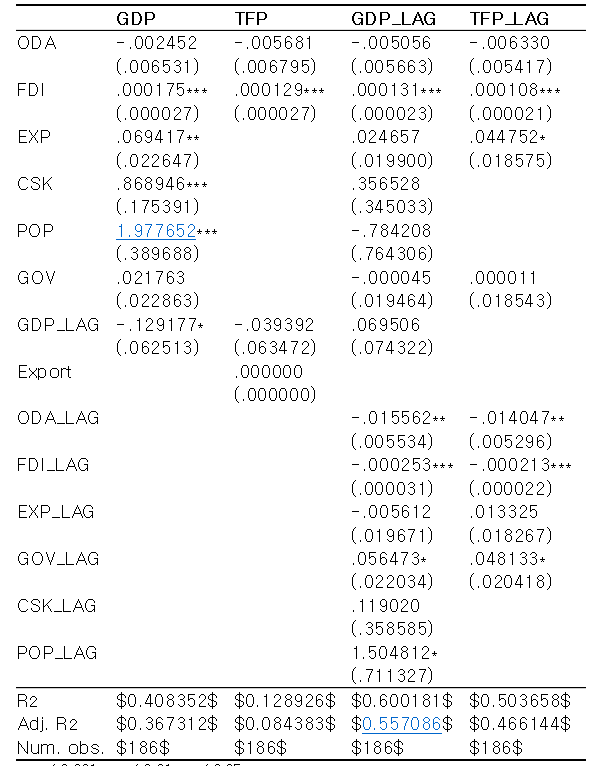 GDP TFP GDP_LAG TFP_LAG
ODA -.002452 -.005681 -.005056 -.006330
(.006531) (.006795) (.005663) (.005417)
FDI .000175*** .000129*** .000131*** .000108***
(.000027) (.000027) (.000023) (.000021)
EXP .069417** .024657 .044752*
(.022647) (.019900) (.018575)
CSK .868946*** .356528
(.175391) (.345033)
POP 1.977652*** -.784208
(.389688) (.764306)
GOV .021763 -.000045 .000011
(.022863) (.019464) (.018543)
GDP_LAG -.129177* -.039392 .069506
(.062513) (.063472) (.074322)
Export .000000
(.000000)
ODA_LAG -.015562** -.014047**
(.005534) (.005296)
FDI_LAG -.000253*** -.000213***
(.000031) (.000022)
EXP_LAG -.005612 .013325
(.019671) (.018267)
GOV_LAG .056473* .048133*
(.022034) (.020418)
CSK_LAG .119020
(.358585)
POP_LAG 1.504812*
(.711327)
R2 $0.408352$ $0.128926$ $0.600181$ $0.503658$
Adj. R2 $0.367312$ $0.084383$ $0.557086$ $0.466144$
Num. obs. $186$ $186$ $186$ $186$